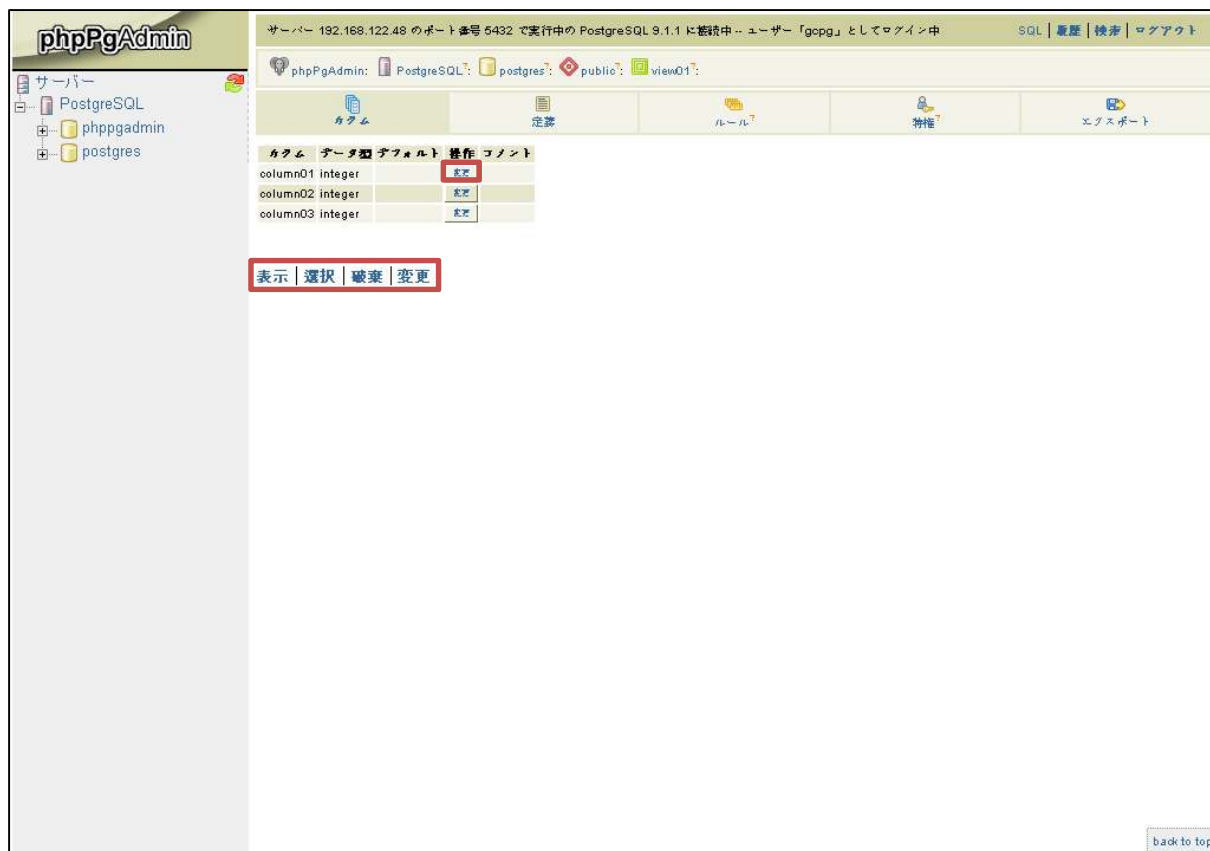 phpPgAdmin
サーバー
PostgreSQL
phppgadmin
postgres
サーバー 192.168.122.48 のポート番号 5432 で実行中の PostgreSQL 9.1.1 に接続中 -- ユーザー「gopg」としてログイン中
SQL | 履歴 | 検索 | ログアウト
phpPgAdmin: PostgreSQL?: postgres?: public?: view01?:
カラム 定義 ルール? 特権? エクスポート
カラム データ型 デフォルト 操作 コメント
column01 integer 変更
column02 integer 変更
column03 integer 変更
表示 | 選択 | 破棄 | 変更
back to top